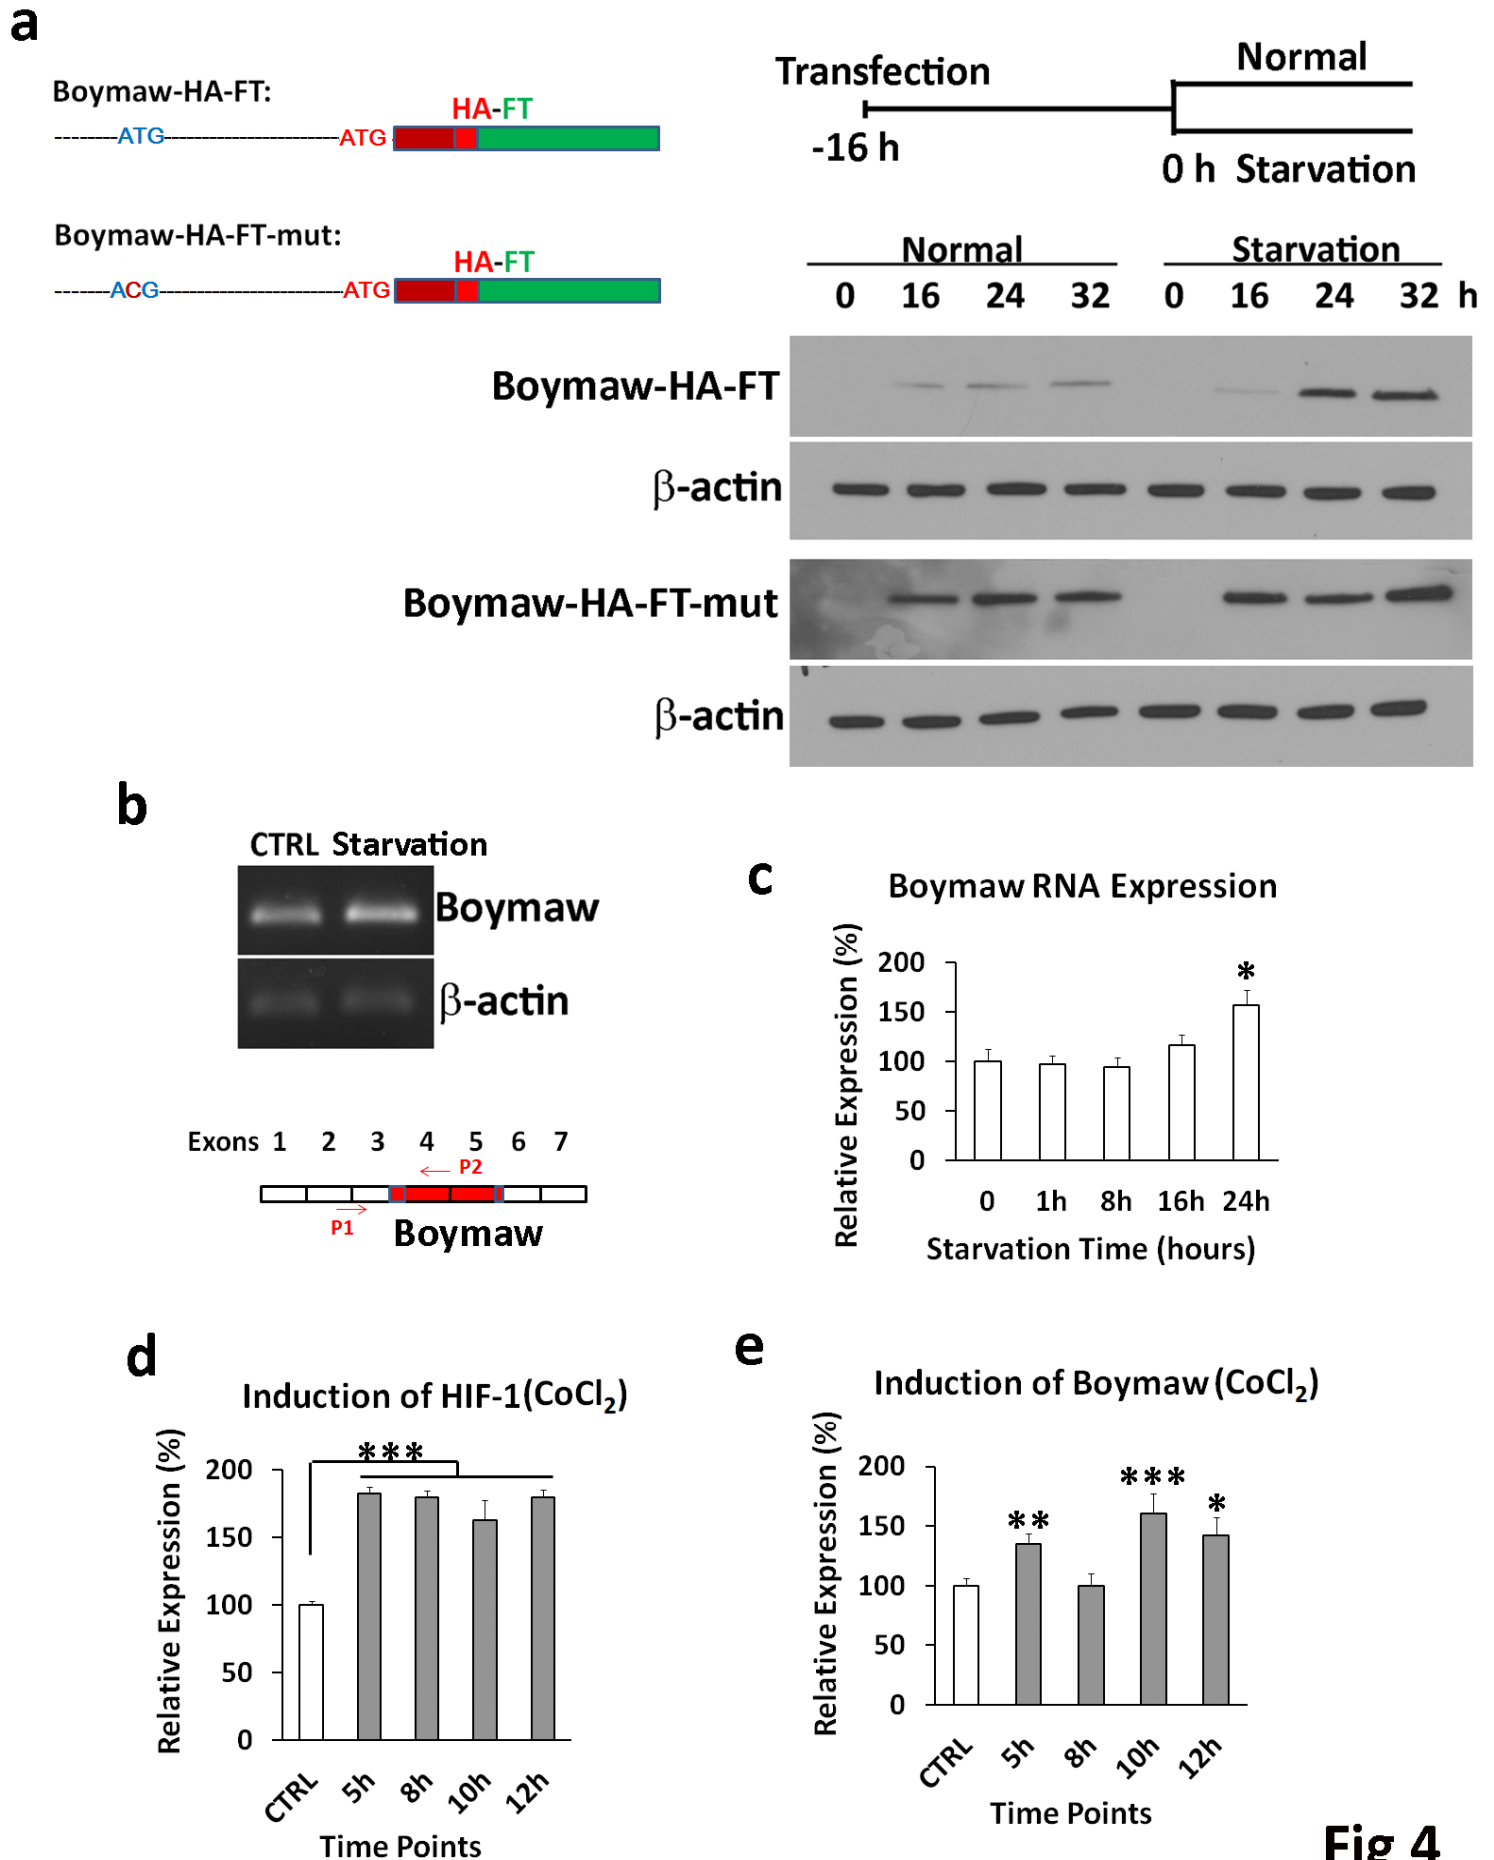 a
Boymaw-HA-FT:
HA-FT
-------ATG-----------------------ATG
Boymaw-HA-FT-mut:
HA-FT
------ACG------------------------ATG
Transfection
Normal
-16 h
0 h Starvation
Normal Starvation
0 16 24 32 0 16 24 32 h
Boymaw-HA-FT
β-actin
Boymaw-HA-FT-mut
β-actin
b
CTRL Starvation
Boymaw
β-actin
Exons 1 2 3 4 5 6 7
P2
P1
Boymaw
c
Boymaw RNA Expression
Relative Expression (%)
200
150
100
50
0
*
0 1h 8h 16h 24h
Starvation Time (hours)
d
Induction of HIF-1(CoCl₂)
Relative Expression (%)
200
150
100
50
0
***
CTRL 5h 8h 10h 12h
Time Points
e
Induction of Boymaw (CoCl₂)
Relative Expression (%)
200
150
100
50
0
** *** *
CTRL 5h 8h 10h 12h
Time Points
Fig 4